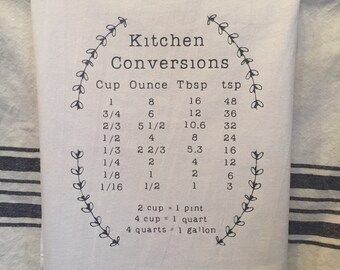 Kitchen
Conversions
Cup Ounce Tbsp tsp
1 8 16 48
3/4 6 12 36
2/3 5 1/2 10.6 32
1/2 4 8 24
1/3 2 2/3 5.3 16
1/4 2 4 12
1/8 1 2 6
1/16 1/2 1 3
2 cup = 1 pint
4 cup = 1 quart
4 quarts = 1 gallon